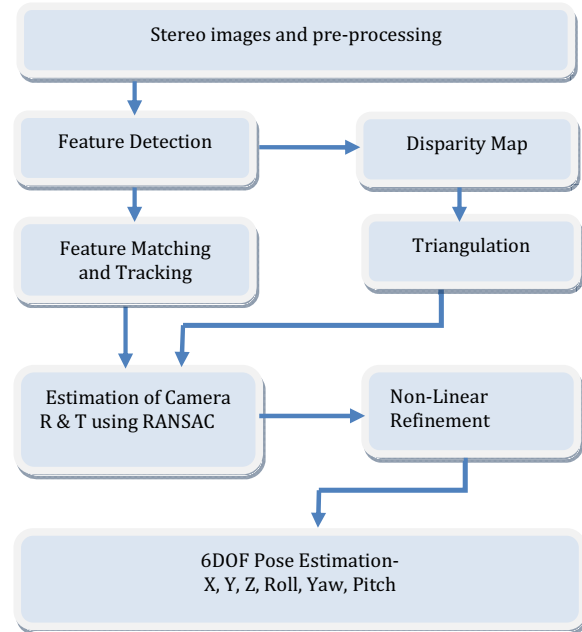 Stereo images and pre-processing
Feature Detection
Disparity Map
Feature Matching
and Tracking
Triangulation
Estimation of Camera
R & T using RANSAC
Non-Linear
Refinement
6DOF Pose Estimation-
X, Y, Z, Roll, Yaw, Pitch